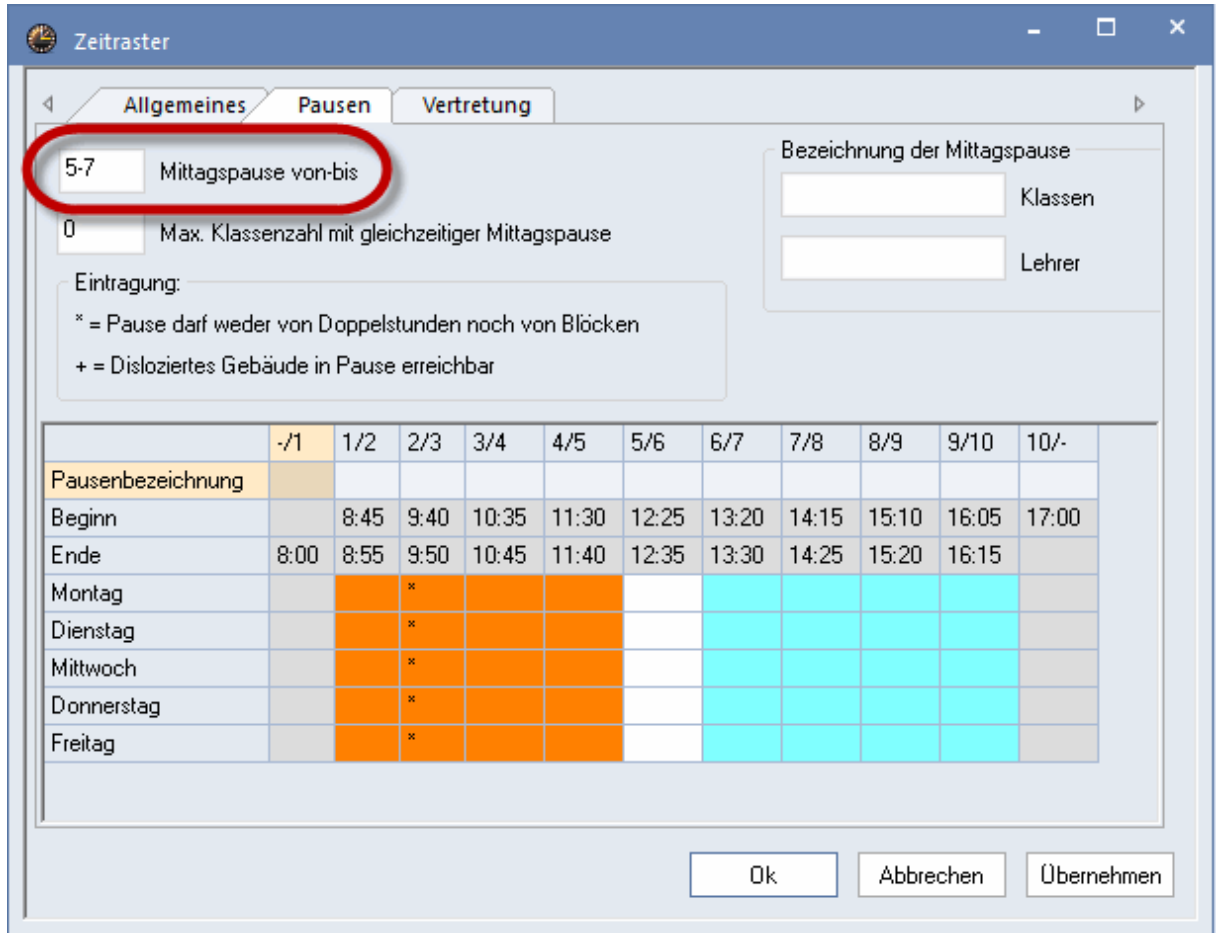 Zeitraster
Allgemeines Pausen Vertretung
5-7 Mittagspause von-bis
0 Max. Klassenzahl mit gleichzeitiger Mittagspause
Bezeichnung der Mittagspause
Klassen
Lehrer
Eintragung:
* = Pause darf weder von Doppelstunden noch von Blöcken
+ = Disloziertes Gebäude in Pause erreichbar
-/1 1/2 2/3 3/4 4/5 5/6 6/7 7/8 8/9 9/10 10/-
Pausenbezeichnung
Beginn 8:45 9:40 10:35 11:30 12:25 13:20 14:15 15:10 16:05 17:00
Ende 8:00 8:55 9:50 10:45 11:40 12:35 13:30 14:25 15:20 16:15
Montag *
Dienstag *
Mittwoch *
Donnerstag *
Freitag *
Ok Abbrechen Übernehmen